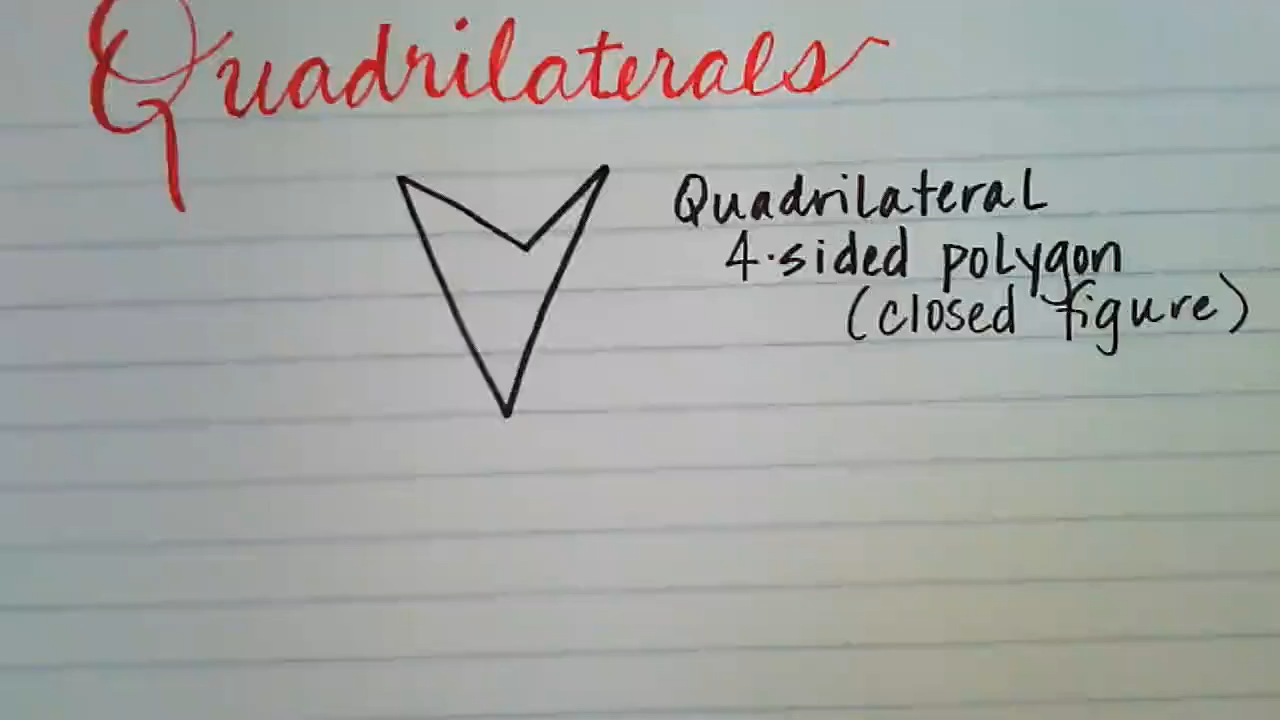 Quadrilaterals
Quadrilateral
4-sided polygon
(closed figure)